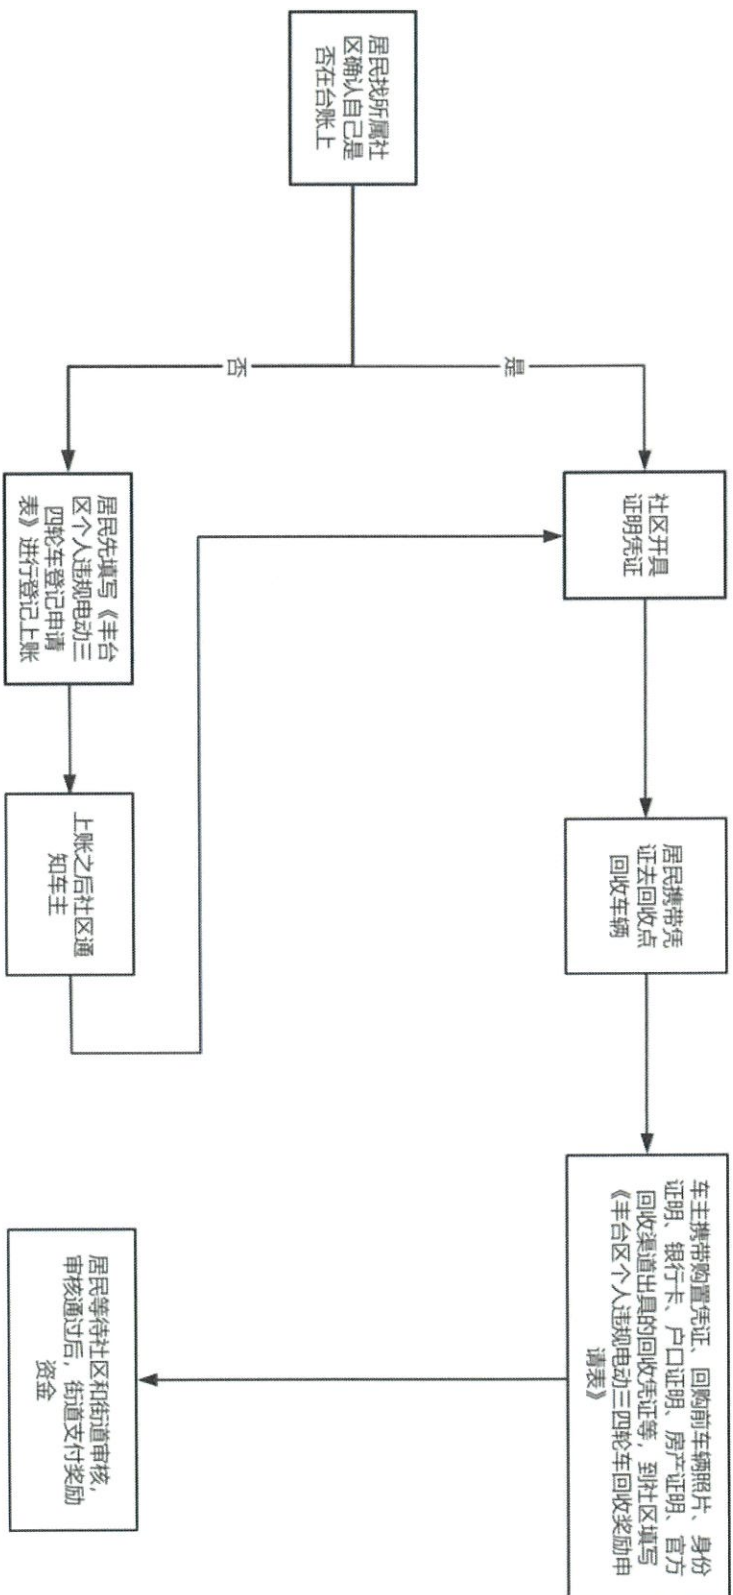 居民找所属社
区确认自己是
否在台账上
是
否
社区开具
证明凭证
居民携带凭
证去回收点
回收车辆
车主携带购置凭证、回购前车辆照片、身份
证明、银行卡、户口证明、房产证明、官方
回收渠道出具的回收凭证等，到社区填写
《丰台区个人违规电动三四轮车回收奖励申
请表》
居民先填写《丰台
区个人违规电动三
四轮车登记申请
表》进行登记上账
上账之后社区通
知车主
居民等待社区和街道审核，
审核通过后，街道支付奖励
资金